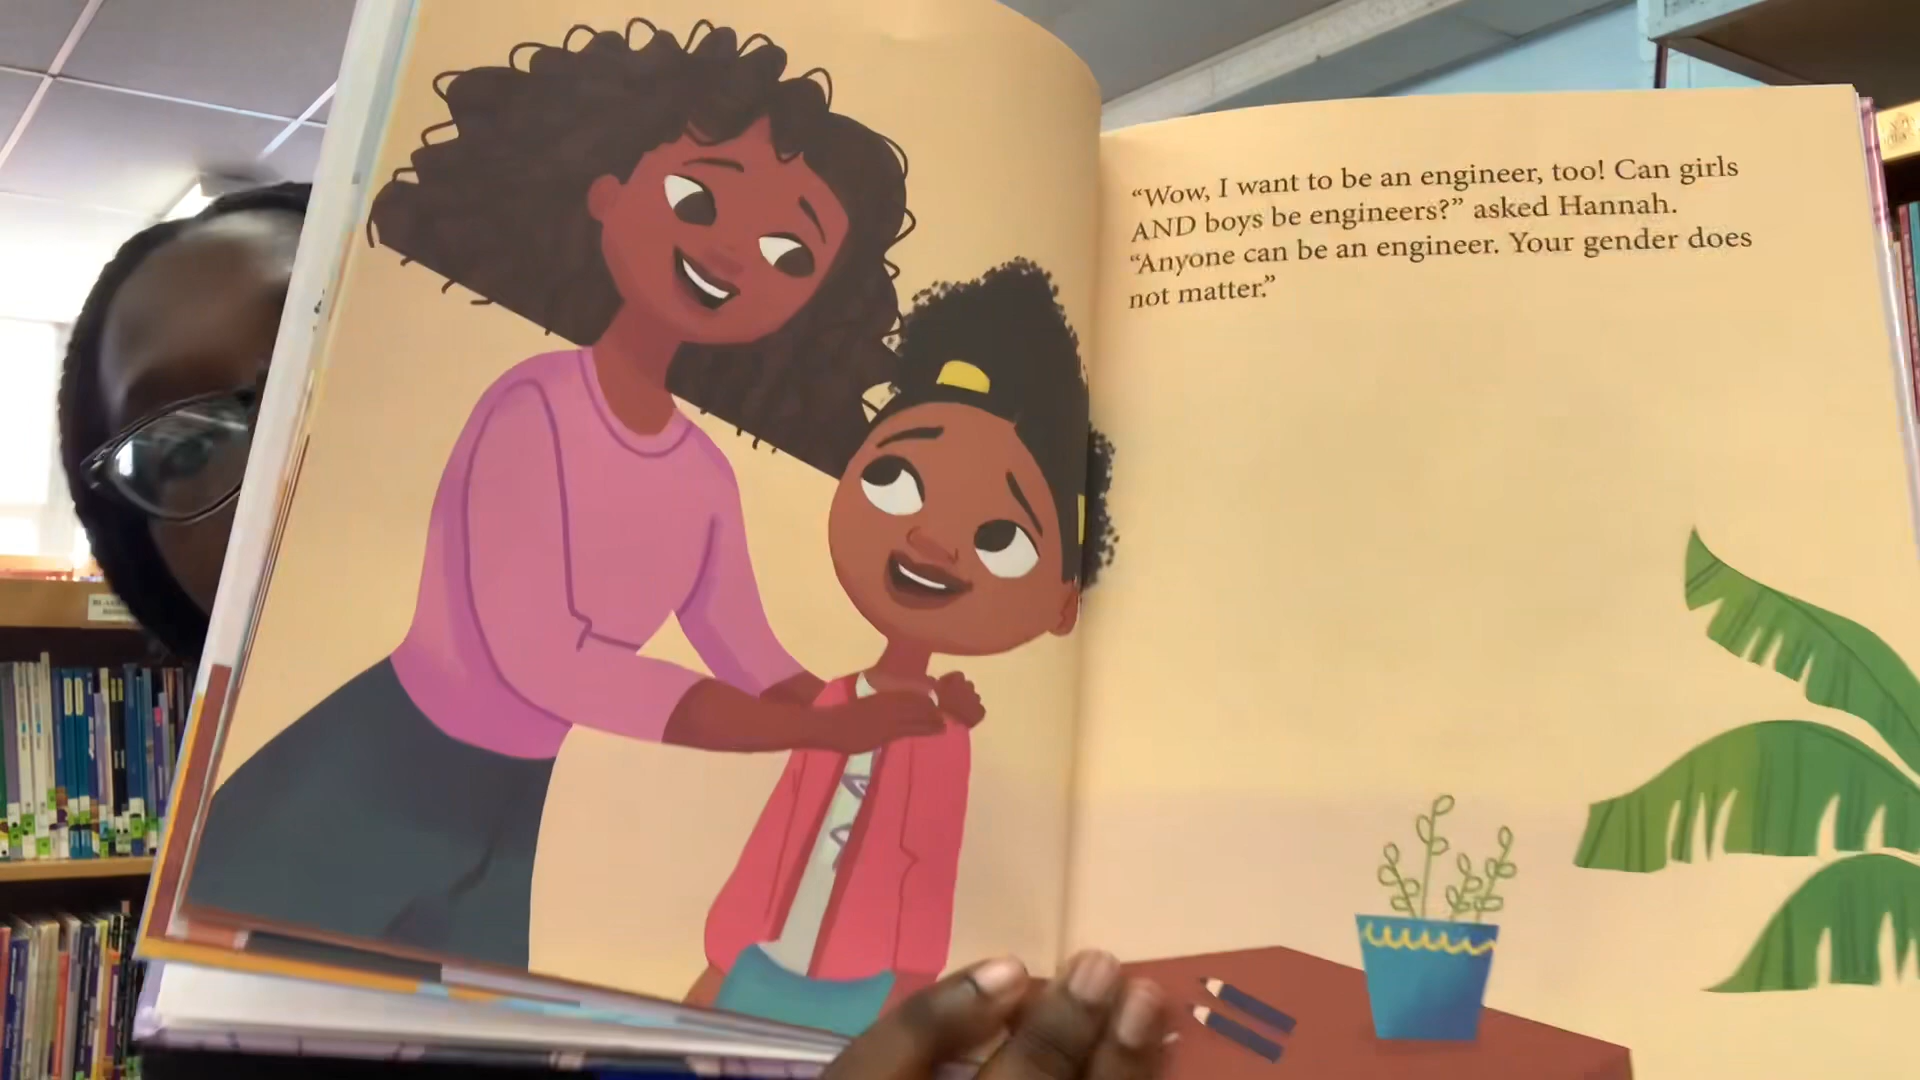 “Wow, I want to be an engineer, too! Can girls
AND boys be engineers?” asked Hannah.
“Anyone can be an engineer. Your gender does
not matter.”